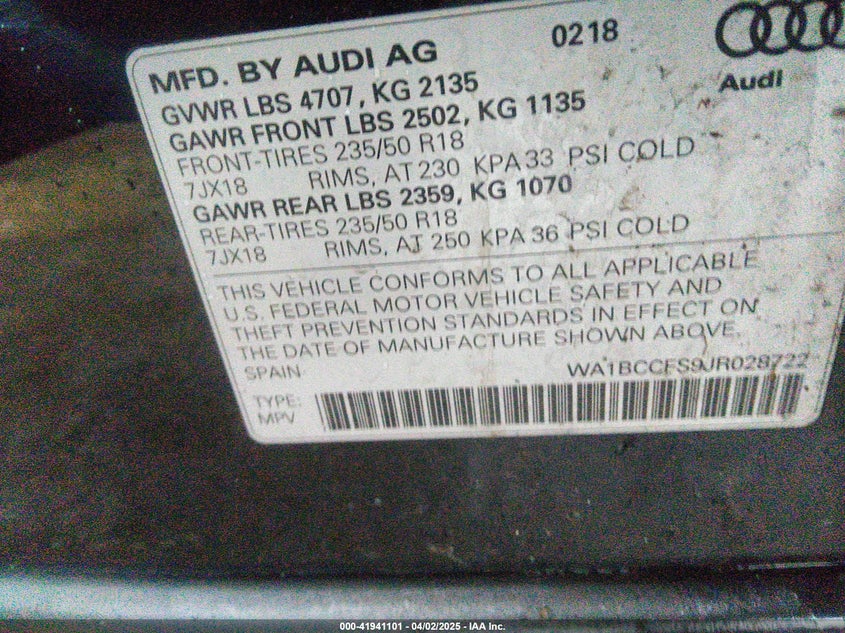 MFD. BY AUDI AG 0218
Audi
GVWR LBS 4707, KG 2135
GAWR FRONT LBS 2502, KG 1135
FRONT-TIRES 235/50 R18
7JX18 RIMS, AT 230 KPA 33 PSI COLD
GAWR REAR LBS 2359, KG 1070
REAR-TIRES 235/50 R18
7JX18 RIMS, AT 250 KPA 36 PSI COLD
THIS VEHICLE CONFORMS TO ALL APPLICABLE
U.S. FEDERAL MOTOR VEHICLE SAFETY AND
THEFT PREVENTION STANDARDS IN EFFECT ON
THE DATE OF MANUFACTURE SHOWN ABOVE.
SPAIN WA1BCCFS9JR028722
TYPE:
MPV
000-41941101 - 04/02/2025 - IAA Inc.